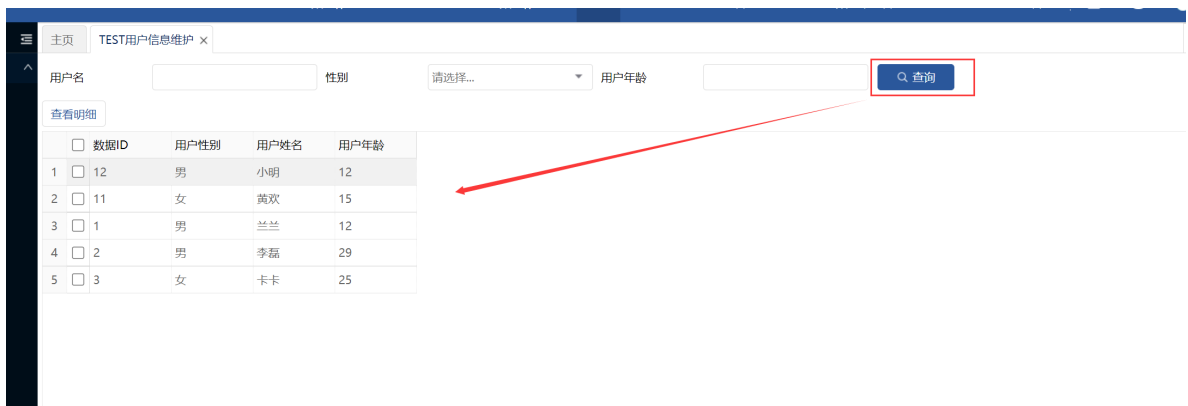 主页 TEST用户信息维护 ×
用户名 性别 请选择... 用户年龄 查询
查看明细
数据ID 用户性别 用户姓名 用户年龄
1 12 男 小明 12
2 11 女 黄欢 15
3 1 男 兰兰 12
4 2 男 李磊 29
5 3 女 卡卡 25